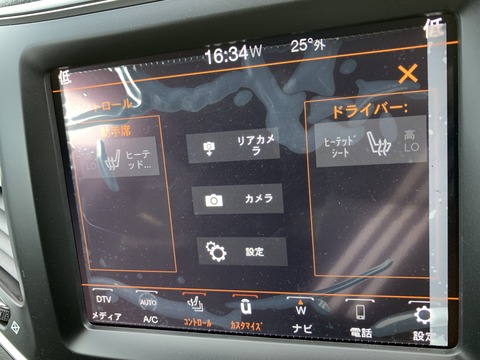 16:34 W 25°外
低 低
コントロール
助手席
ドライバー:
ヒーテッド...
LO
リアカメラ
ヒーテッドシート
高
LO
カメラ
設定
DTV AUTO W
メディア A/C コントロール カスタマイズ ナビ 電話 設定